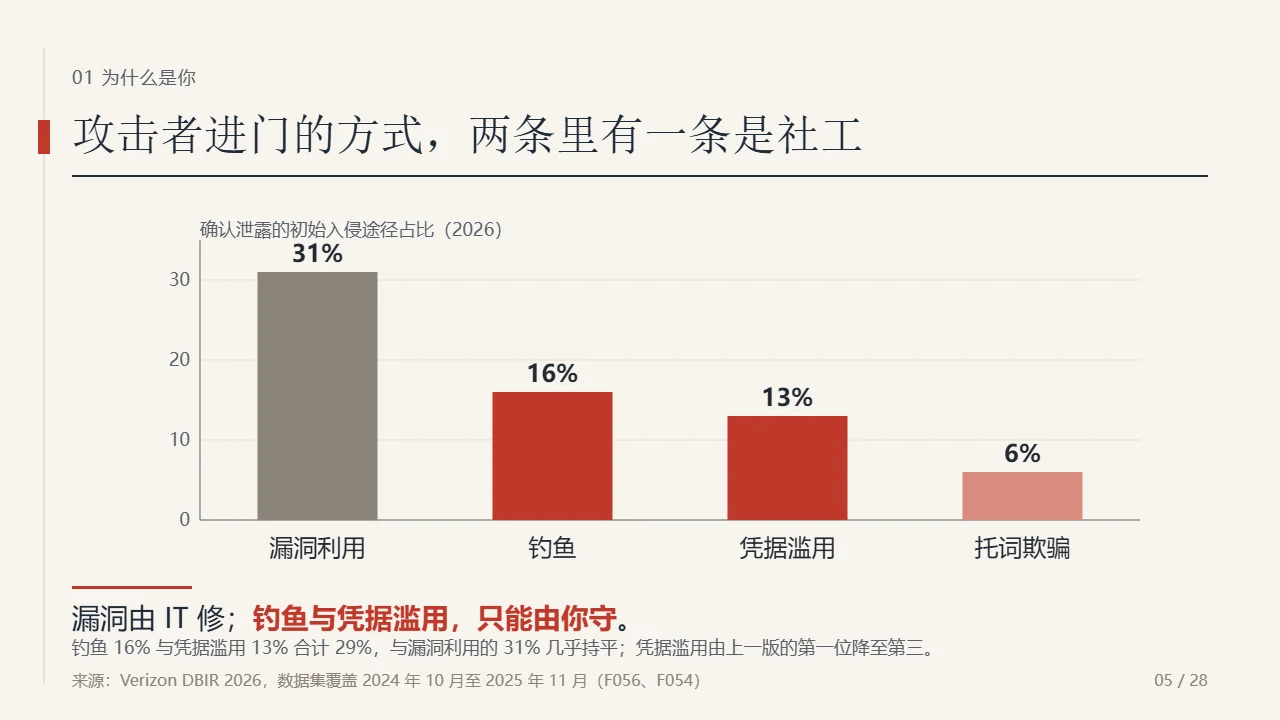 01 为什么是你
攻击者进门的方式，两条里有一条是社工
确认泄露的初始入侵途径占比（2026）
31%
30
20
16%
13%
10
6%
0
漏洞利用
钓鱼
凭据滥用
托词欺骗
漏洞由 IT 修；钓鱼与凭据滥用，只能由你守。
钓鱼 16% 与凭据滥用 13% 合计 29%，与漏洞利用的 31% 几乎持平；凭据滥用由上一版的第一位降至第三。
来源：Verizon DBIR 2026，数据集覆盖 2024 年 10 月至 2025 年 11 月（F056、F054）
05 / 28